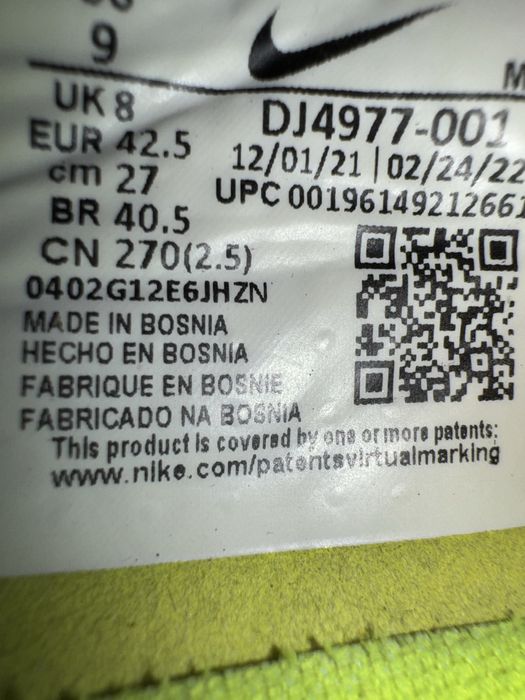 9
M
UK 8
DJ4977-001
EUR 42.5
12/01/21 | 02/24/22
cm 27
UPC 00196149212661
BR 40.5
CN 270(2.5)
0402G12E6JHZN
MADE IN BOSNIA
HECHO EN BOSNIA
FABRIQUE EN BOSNIE
FABRICADO NA BOSNIA
This product is covered by one or more patents:
www.nike.com/patentsvirtualmarking